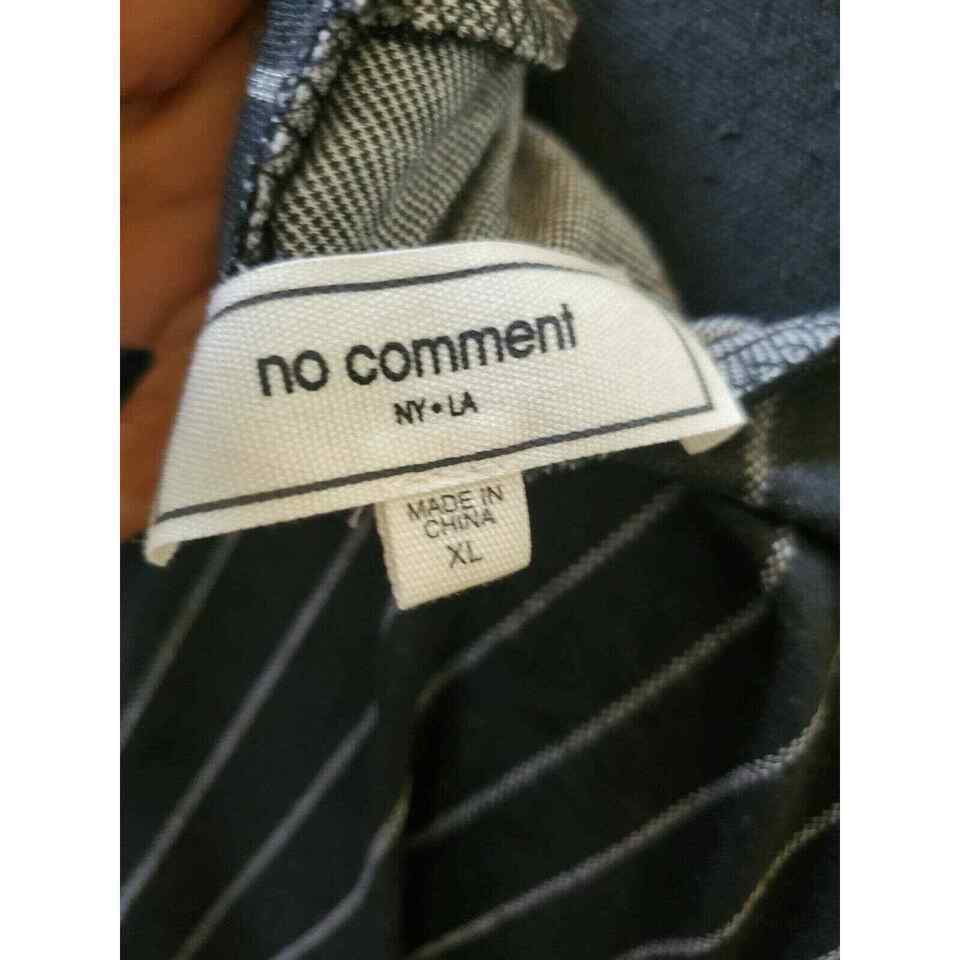 no comment
NY • LA
MADE IN
CHINA
XL